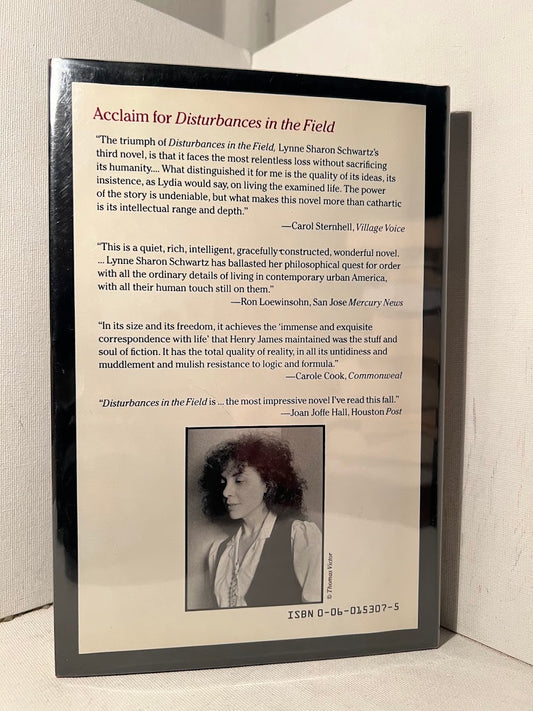 Acclaim for Disturbances in the Field
“The triumph of Disturbances in the Field, Lynne Sharon Schwartz’s
third novel, is that it faces the most relentless loss without sacrificing
its humanity.... What distinguished it for me is the quality of its ideas, its
insistence, as Lydia would say, on living the examined life. The power
of the story is undeniable, but what makes this novel more than cathartic
is its intellectual range and depth.”
—Carol Sternhell, Village Voice
“This is a quiet, rich, intelligent, gracefully constructed, wonderful novel.
... Lynne Sharon Schwartz has ballasted her philosophical quest for order
with all the ordinary details of living in contemporary urban America,
with all their human touch still on them.”
—Ron Loewinsohn, San Jose Mercury News
“In its size and its freedom, it achieves the ‘immense and exquisite
correspondence with life’ that Henry James maintained was the stuff and
soul of fiction. It has the total quality of reality, in all its untidiness and
muddlement and mulish resistance to logic and formula.”
—Carole Cook, Commonweal
“Disturbances in the Field is ... the most impressive novel I’ve read this fall.”
—Joan Joffe Hall, Houston Post
© Thomas Victor
ISBN 0-06-015307-5